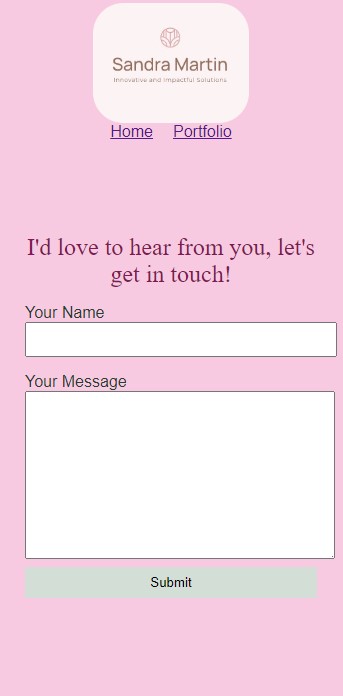 Sandra Martin
Innovative and Impactful Solutions
Home Portfolio
I'd love to hear from you, let's
get in touch!
Your Name
Your Message
Submit